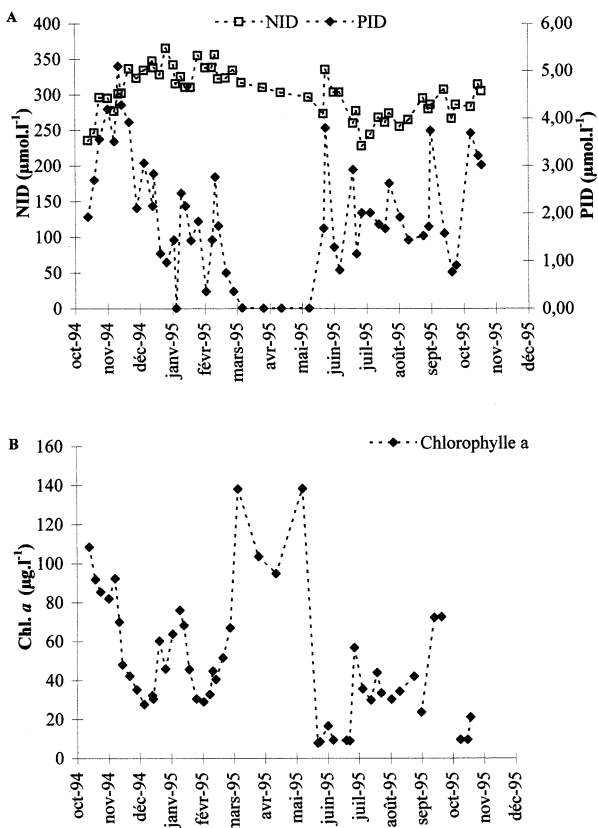 A
NID
PID
400
350
300
250
200
150
100
50
0
NID (μmol.l⁻¹)
6,00
5,00
4,00
3,00
2,00
1,00
0,00
PID (μmol.l⁻¹)
oct-94
nov-94
déc-94
janv-95
févr-95
mars-95
avr-95
mai-95
juin-95
juil-95
août-95
sept-95
oct-95
nov-95
déc-95
B
Chlorophylle a
160
140
120
100
80
60
40
20
0
Chl. a (μg.l⁻¹)
oct-94
nov-94
déc-94
janv-95
févr-95
mars-95
avr-95
mai-95
juin-95
juil-95
août-95
sept-95
oct-95
nov-95
déc-95